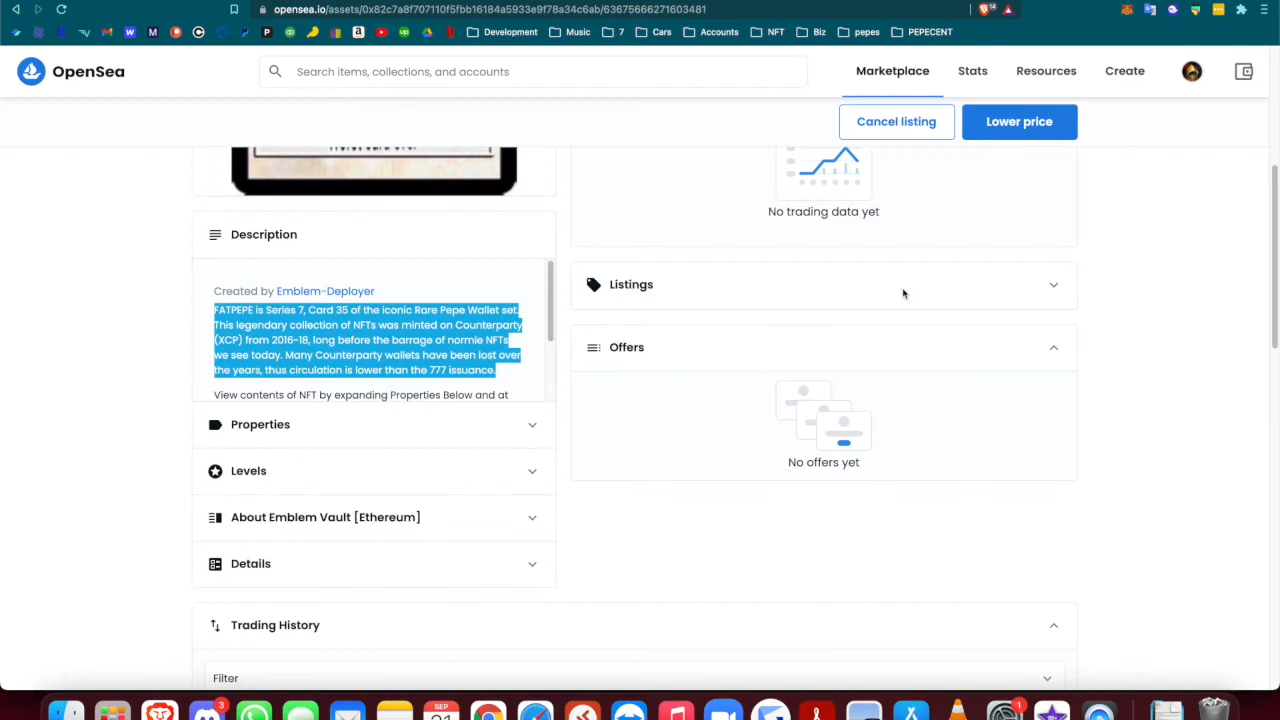 opensea.io/assets/0x82c7a8f707110f5fbb16184a5933e9f78a34c6ab/63675666271603481
Development
Music
7
Cars
Accounts
NFT
Biz
pepes
PEPECENT
OpenSea
Search items, collections, and accounts
Marketplace
Stats
Resources
Create
Cancel listing
Lower price
No trading data yet
Description
Created by Emblem-Deployer
FATPEPE is Series 7, Card 35 of the iconic Rare Pepe Wallet set.
This legendary collection of NFTs was minted on Counterparty
(XCP) from 2016-18, long before the barrage of normie NFTs
we see today. Many Counterparty wallets have been lost over
the years, thus circulation is lower than the 777 issuance.
View contents of NFT by expanding Properties Below and at
Listings
Offers
No offers yet
Properties
Levels
About Emblem Vault [Ethereum]
Details
Trading History
Filter
3
SEP
1